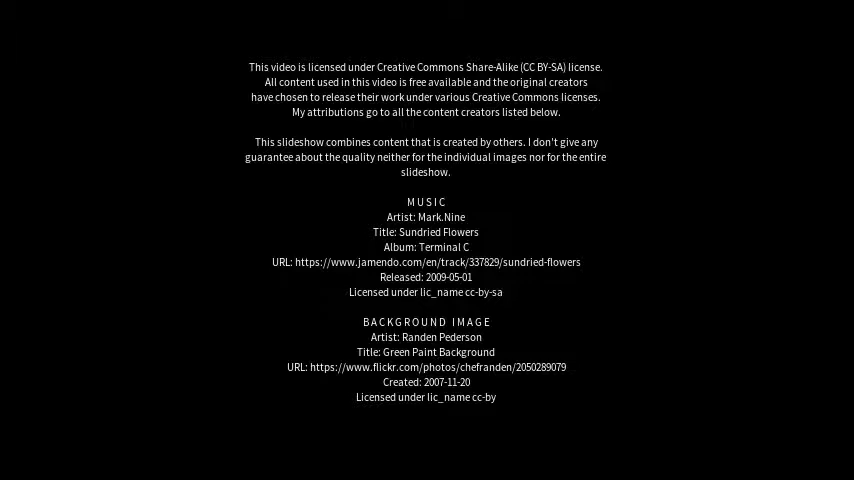 This video is licensed under Creative Commons Share-Alike (CC BY-SA) license.
All content used in this video is free available and the original creators
have chosen to release their work under various Creative Commons licenses.
My attributions go to all the content creators listed below.
This slideshow combines content that is created by others. I don't give any
guarantee about the quality neither for the individual images nor for the entire
slideshow.
MUSIC
Artist: Mark.Nine
Title: Sundried Flowers
Album: Terminal C
URL: https://www.jamendo.com/en/track/337829/sundried-flowers
Released: 2009-05-01
Licensed under lic_name cc-by-sa
BACKGROUND IMAGE
Artist: Randen Pederson
Title: Green Paint Background
URL: https://www.flickr.com/photos/chefranden/2050289079
Created: 2007-11-20
Licensed under lic_name cc-by